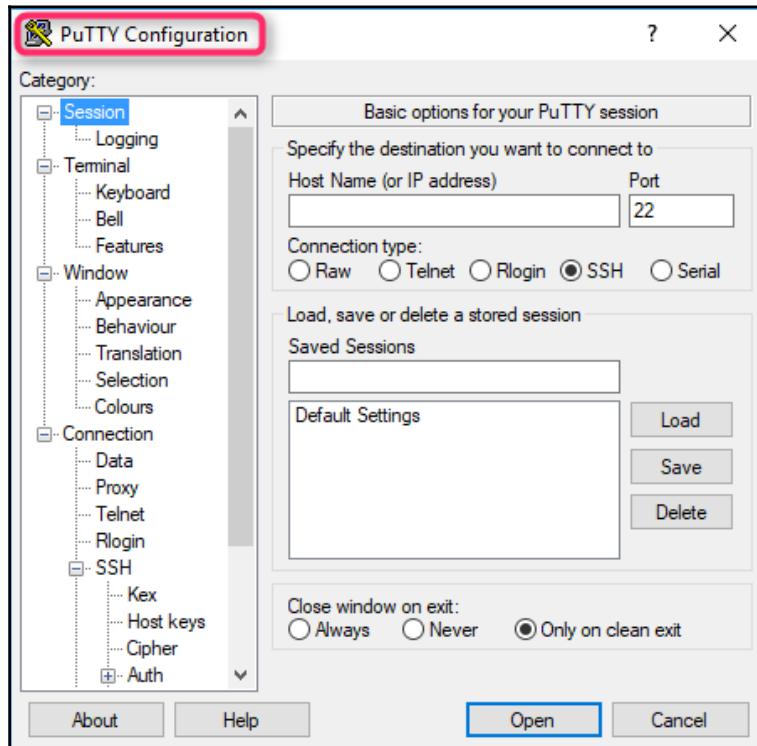 PuTTY Configuration
?
Category:
Session
Logging
Terminal
Keyboard
Bell
Features
Window
Appearance
Behaviour
Translation
Selection
Colours
Connection
Data
Proxy
Telnet
Rlogin
SSH
Kex
Host keys
Cipher
Auth
Basic options for your PuTTY session
Specify the destination you want to connect to
Host Name (or IP address) Port
22
Connection type:
Raw Telnet Rlogin SSH Serial
Load, save or delete a stored session
Saved Sessions
Default Settings
Load
Save
Delete
Close window on exit:
Always Never Only on clean exit
About Help Open Cancel